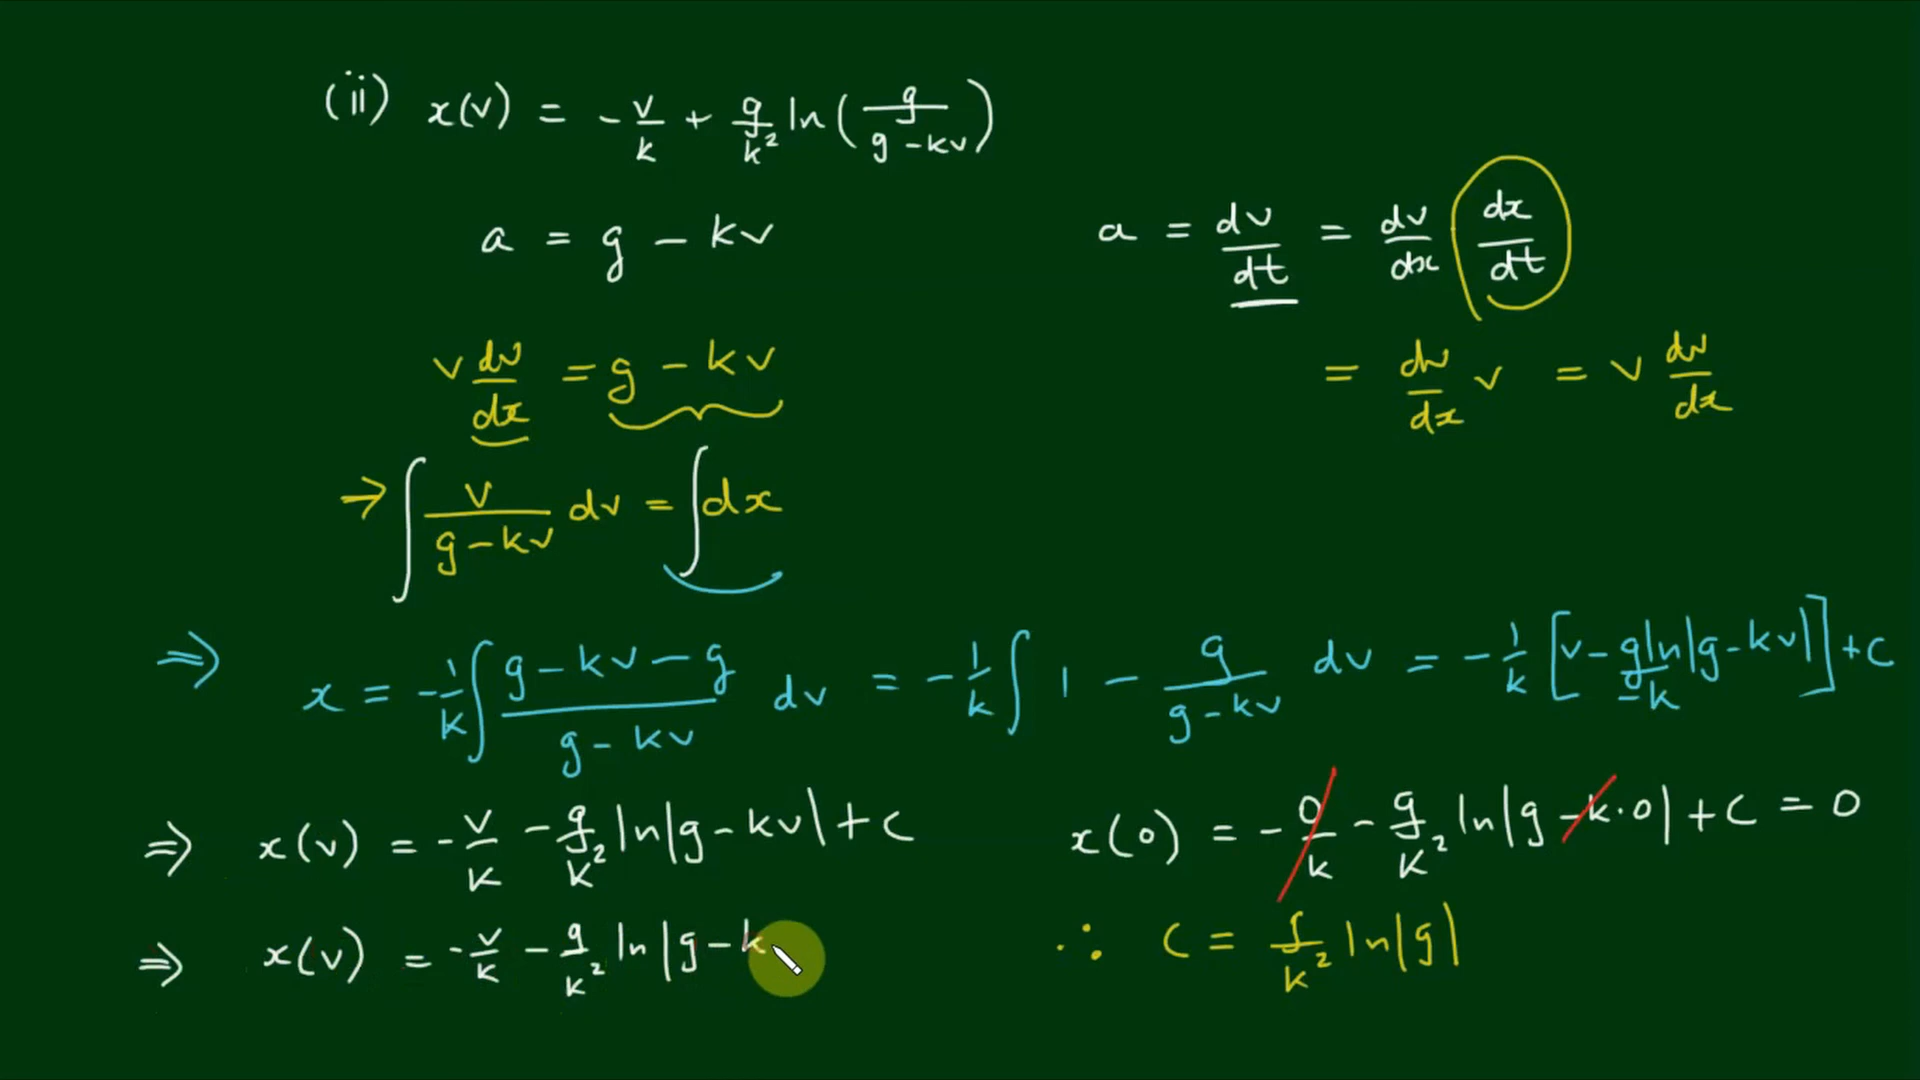 (ii) x(v) = -v/k + g/k² ln(g/(g-kv))
a = g - kv
a = dv/dt = dv/dx dx/dt
v dv/dx = g - kv
= dv/dx v = v dv/dx
→ ∫ v/(g-kv) dv = ∫dx
⇒ x = -1/k ∫ (g-kv-g)/(g-kv) dv = -1/k ∫ 1 - g/(g-kv) dv = -1/k [v - g/-k ln|g-kv|] + C
⇒ x(v) = -v/k - g/k² ln|g-kv| + C
x(0) = -0/k - g/k² ln|g-k·0| + C = 0
⇒ x(v) = -v/k - g/k² ln|g-k
∴ C = g/k² ln|g|